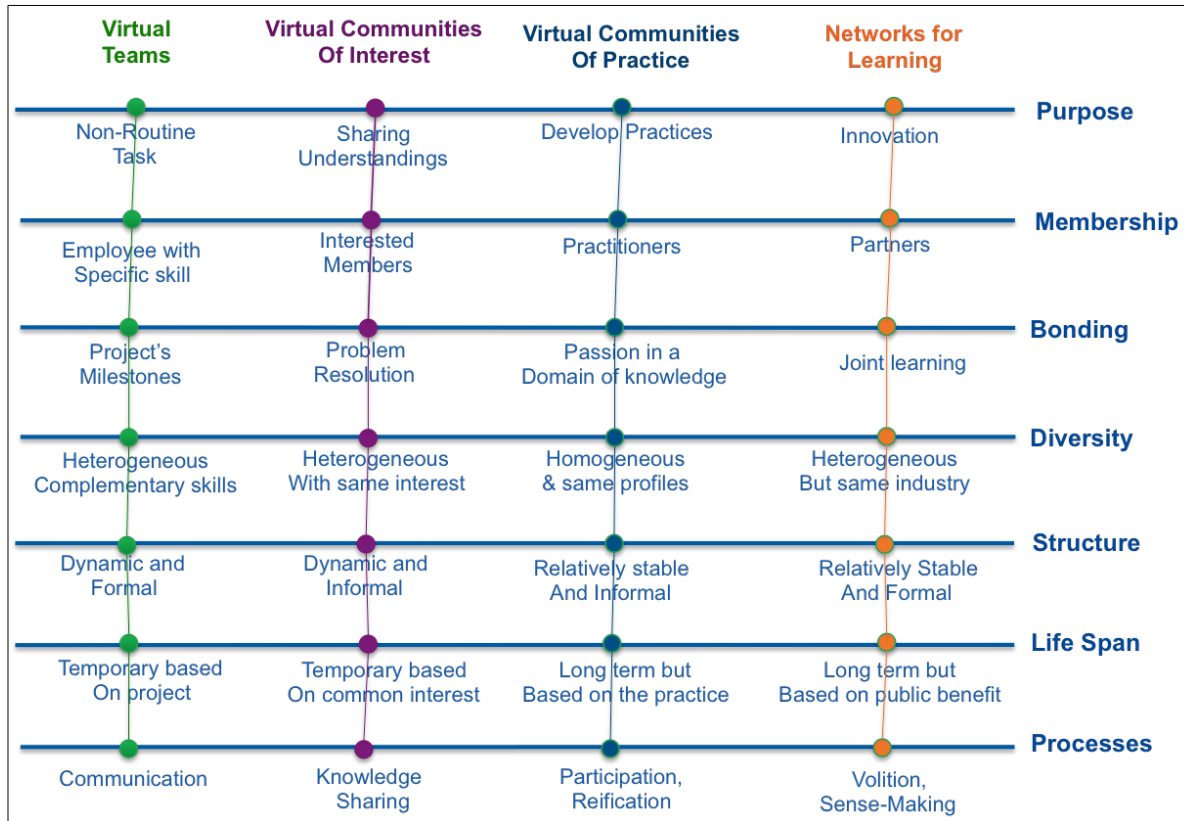 Virtual
Teams
Virtual Communities
Of Interest
Virtual Communities
Of Practice
Networks for
Learning
Purpose
Non-Routine
Task
Sharing
Understandings
Develop Practices
Innovation
Membership
Employee with
Specific skill
Interested
Members
Practitioners
Partners
Bonding
Project's
Milestones
Problem
Resolution
Passion in a
Domain of knowledge
Joint learning
Diversity
Heterogeneous
Complementary skills
Heterogeneous
With same interest
Homogeneous
& same profiles
Heterogeneous
But same industry
Structure
Dynamic and
Formal
Dynamic and
Informal
Relatively stable
And Informal
Relatively Stable
And Formal
Life Span
Temporary based
On project
Temporary based
On common interest
Long term but
Based on the practice
Long term but
Based on public benefit
Processes
Communication
Knowledge
Sharing
Participation,
Reification
Volition,
Sense-Making